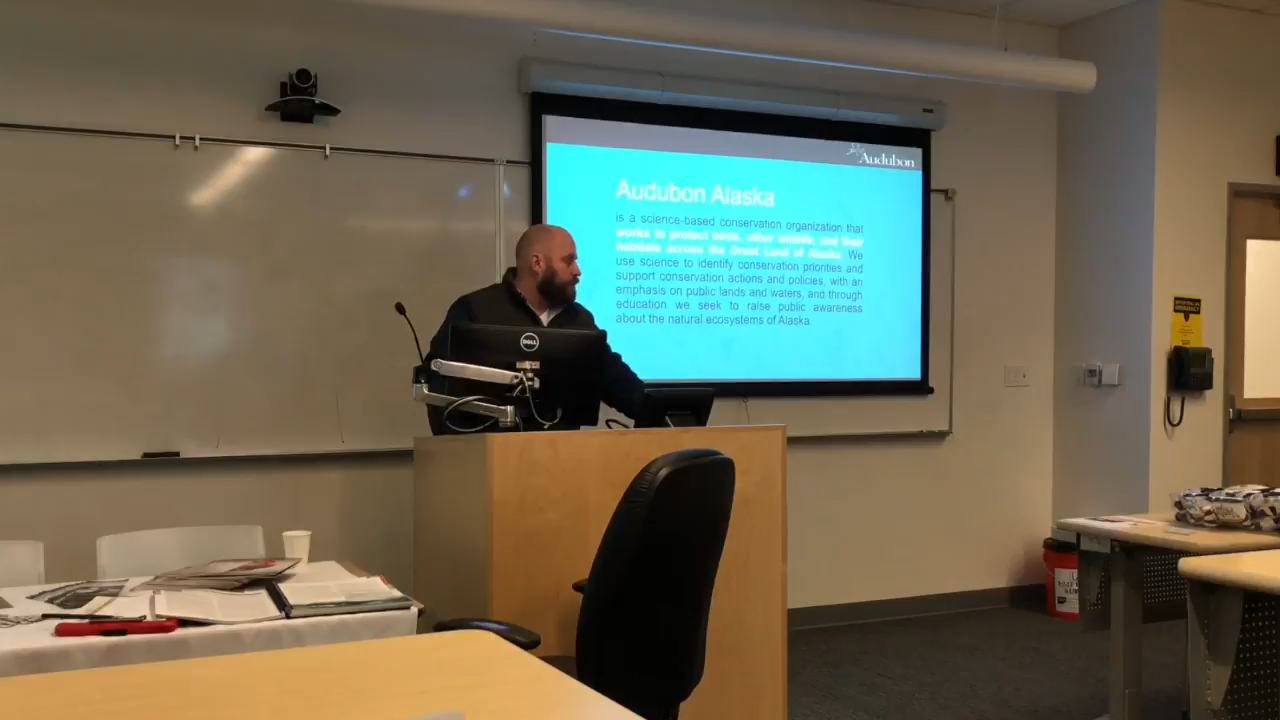 Audubon
Audubon Alaska
is a science-based conservation organization that
works to protect birds, other wildlife, and their
habitats across the Great Land of Alaska. We
use science to identify conservation priorities and
support conservation actions and policies, with an
emphasis on public lands and waters, and through
education we seek to raise public awareness
about the natural ecosystems of Alaska.
DELL